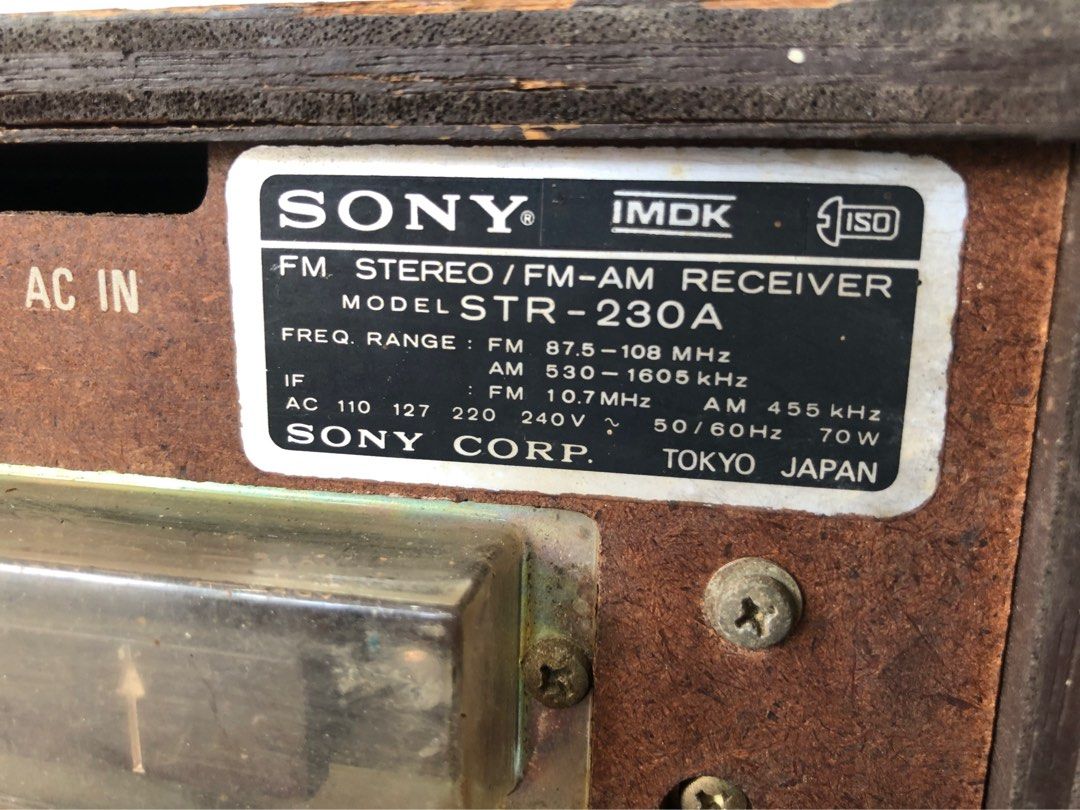 AC IN
SONY® IMDK ISO
FM STEREO/FM-AM RECEIVER
MODEL STR-230A
FREQ. RANGE : FM 87.5-108 MHz
AM 530-1605 kHz
IF : FM 10.7MHz AM 455 kHz
AC 110 127 220 240V ~ 50/60Hz 70W
SONY CORP. TOKYO JAPAN